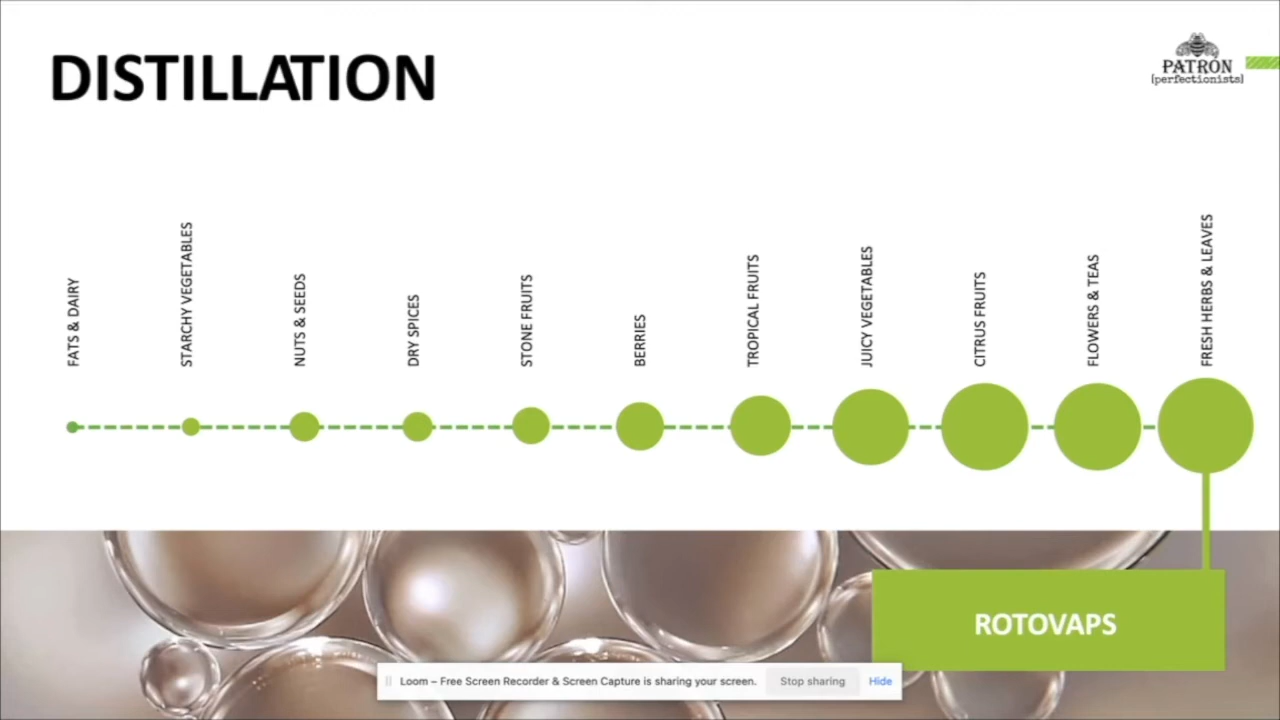 DISTILLATION
PATRÓN
[perfectionists]
FATS & DAIRY
STARCHY VEGETABLES
NUTS & SEEDS
DRY SPICES
STONE FRUITS
BERRIES
TROPICAL FRUITS
JUICY VEGETABLES
CITRUS FRUITS
FLOWERS & TEAS
FRESH HERBS & LEAVES
ROTOVAPS
Loom – Free Screen Recorder & Screen Capture is sharing your screen. Stop sharing Hide